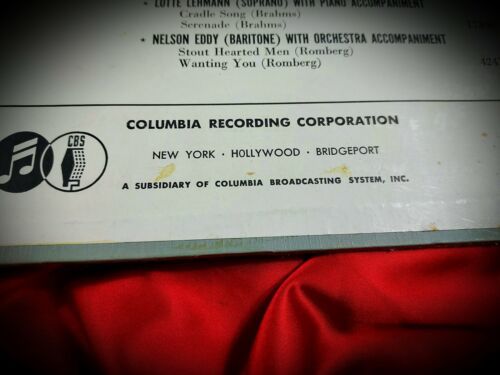 * LOTTE LEHMANN (SOPRANO) WITH PIANO ACCOMPANIMENT
Cradle Song (Brahms)
Serenade (Brahms)
* NELSON EDDY (BARITONE) WITH ORCHESTRA ACCOMPANIMENT
Stout Hearted Men (Romberg)
Wanting You (Romberg)
CBS
COLUMBIA RECORDING CORPORATION
NEW YORK · HOLLYWOOD · BRIDGEPORT
A SUBSIDIARY OF COLUMBIA BROADCASTING SYSTEM, INC.